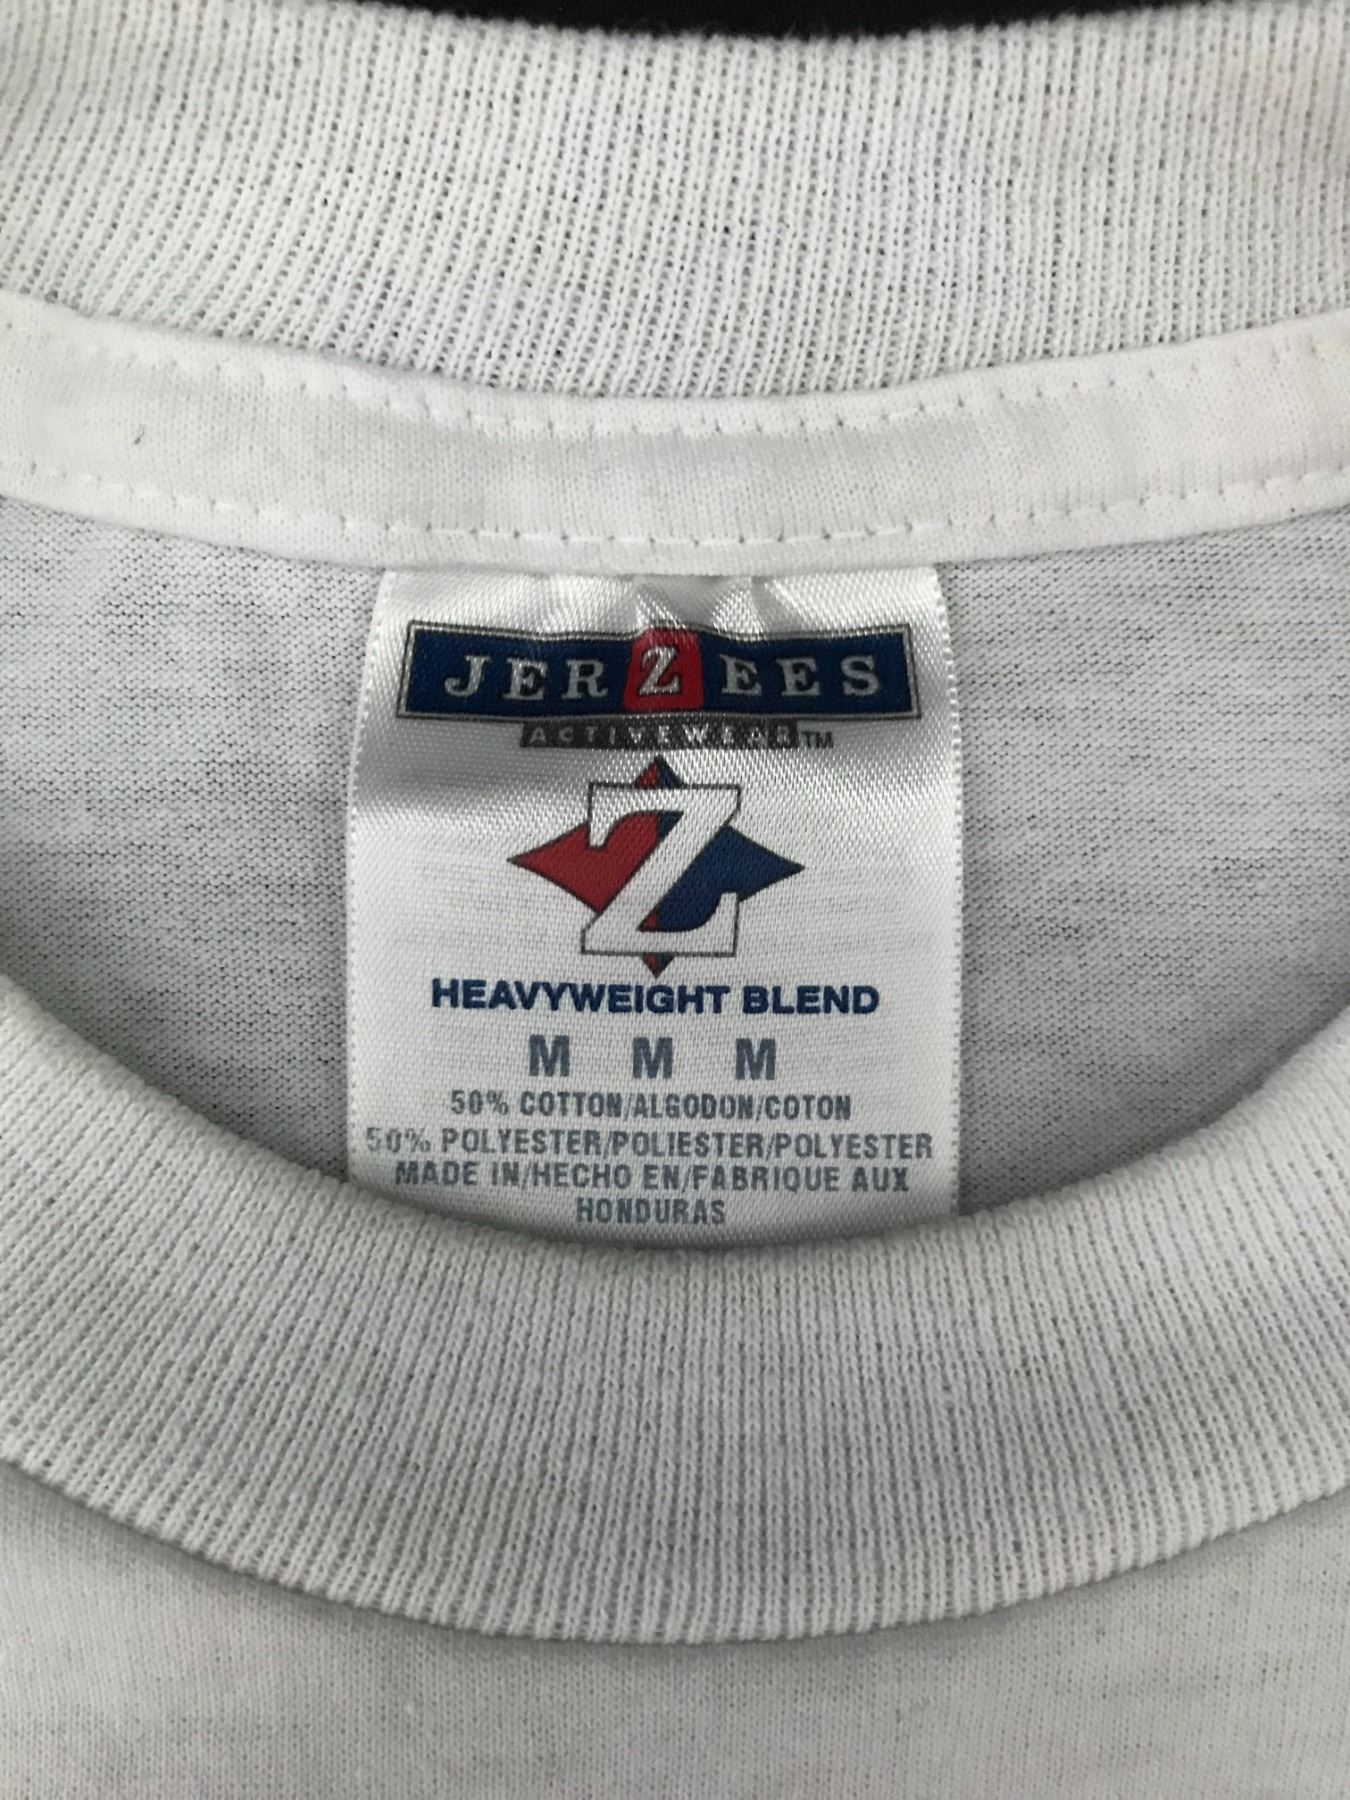 JERZEES
ACTIVEWEAR™
Z
HEAVYWEIGHT BLEND
M M M
50% COTTON/ALGODON/COTON
50% POLYESTER/POLIESTER/POLYESTER
MADE IN/HECHO EN/FABRIQUE AUX
HONDURAS